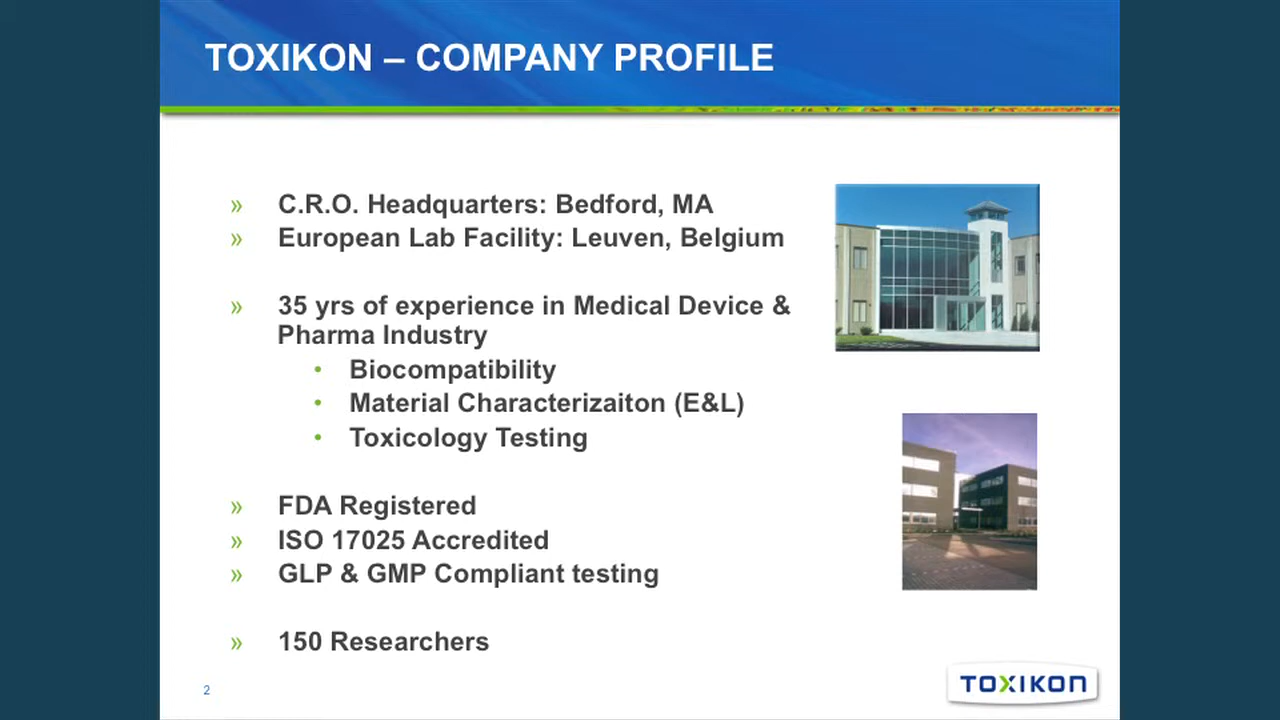 TOXIKON – COMPANY PROFILE
» C.R.O. Headquarters: Bedford, MA
» European Lab Facility: Leuven, Belgium
» 35 yrs of experience in Medical Device &
Pharma Industry
• Biocompatibility
• Material Characterizaiton (E&L)
• Toxicology Testing
» FDA Registered
» ISO 17025 Accredited
» GLP & GMP Compliant testing
» 150 Researchers
2
TOXIKON